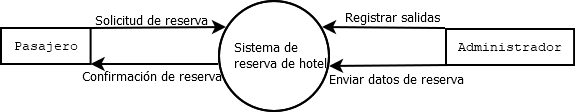 Solicitud de reserva
Registrar salidas
Pasajero
Sistema de
reserva de hotel
Administrador
Confirmación de reserva
Enviar datos de reserva